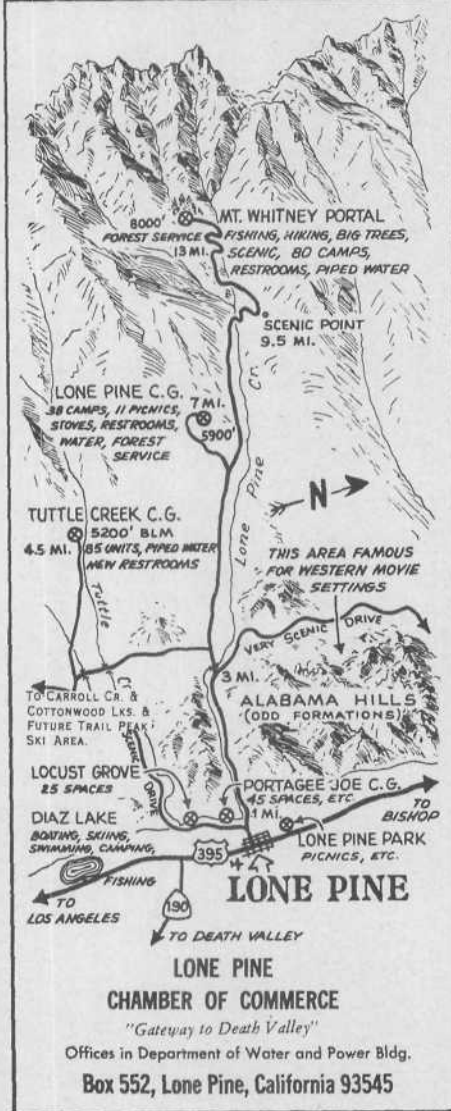 8000'
FOREST SERVICE
13 MI.
MT. WHITNEY PORTAL
FISHING, HIKING, BIG TREES,
SCENIC, 80 CAMPS,
RESTROOMS, PIPED WATER
SCENIC POINT
9.5 MI.
LONE PINE C.G.
38 CAMPS, 11 PICNICS,
STOVES, RESTROOMS,
WATER, FOREST
SERVICE
7 MI.
5900'
Lone Pine Cr.
N
TUTTLE CREEK C.G.
5200' BLM
4.5 MI.
85 UNITS, PIPED WATER
NEW RESTROOMS
Tuttle Cr.
THIS AREA FAMOUS
FOR WESTERN MOVIE
SETTINGS
VERY SCENIC DRIVE
3 MI.
ALABAMA HILLS
(ODD FORMATIONS)
TO CARROLL CR. &
COTTONWOOD LKS. &
FUTURE TRAIL PEAK
SKI AREA.
SCENIC DRIVE
LOCUST GROVE
25 SPACES
PORTAGEE JOE C.G.
45 SPACES, ETC.
.1 MI.
DIAZ LAKE
BOATING, SKIING,
SWIMMING, CAMPING,
FISHING
TO
BISHOP
LONE PINE PARK
PICNICS, ETC.
395
LONE PINE
TO
LOS ANGELES
190
TO DEATH VALLEY
LONE PINE
CHAMBER OF COMMERCE
"Gateway to Death Valley"
Offices in Department of Water and Power Bldg.
Box 552, Lone Pine, California 93545